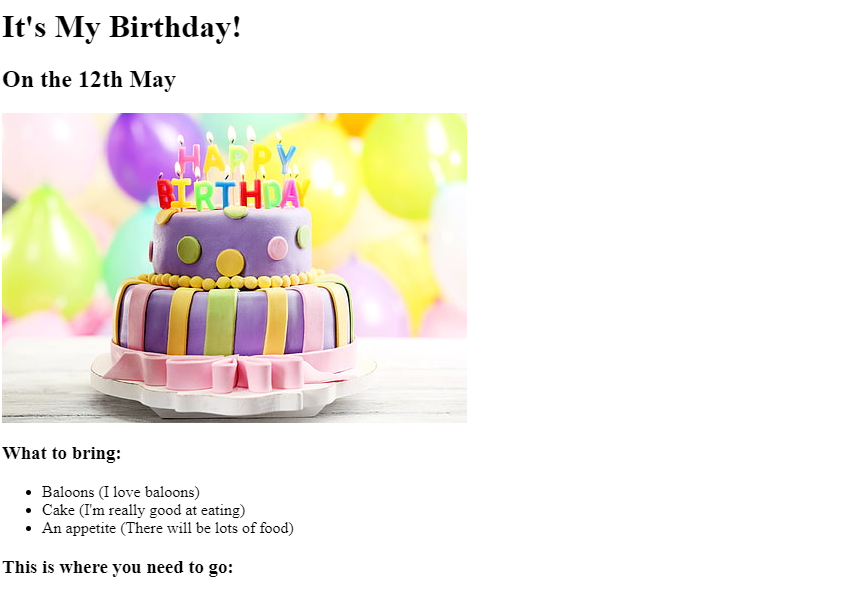 It's My Birthday!
On the 12th May
HAPPY
BIRTHDAY
What to bring:
Baloons (I love baloons)
Cake (I'm really good at eating)
An appetite (There will be lots of food)
This is where you need to go: